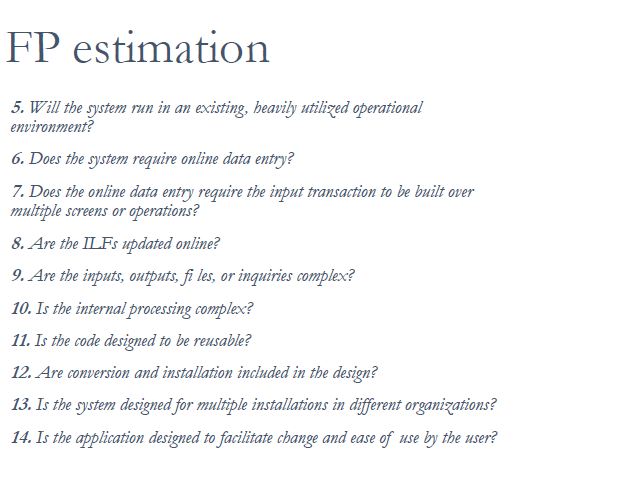 FP estimation
5. Will the system run in an existing, heavily utilized operational
environment?
6. Does the system require online data entry?
7. Does the online data entry require the input transaction to be built over
multiple screens or operations?
8. Are the ILFs updated online?
9. Are the inputs, outputs, fi les, or inquiries complex?
10. Is the internal processing complex?
11. Is the code designed to be reusable?
12. Are conversion and installation included in the design?
13. Is the system designed for multiple installations in different organizations?
14. Is the application designed to facilitate change and ease of use by the user?